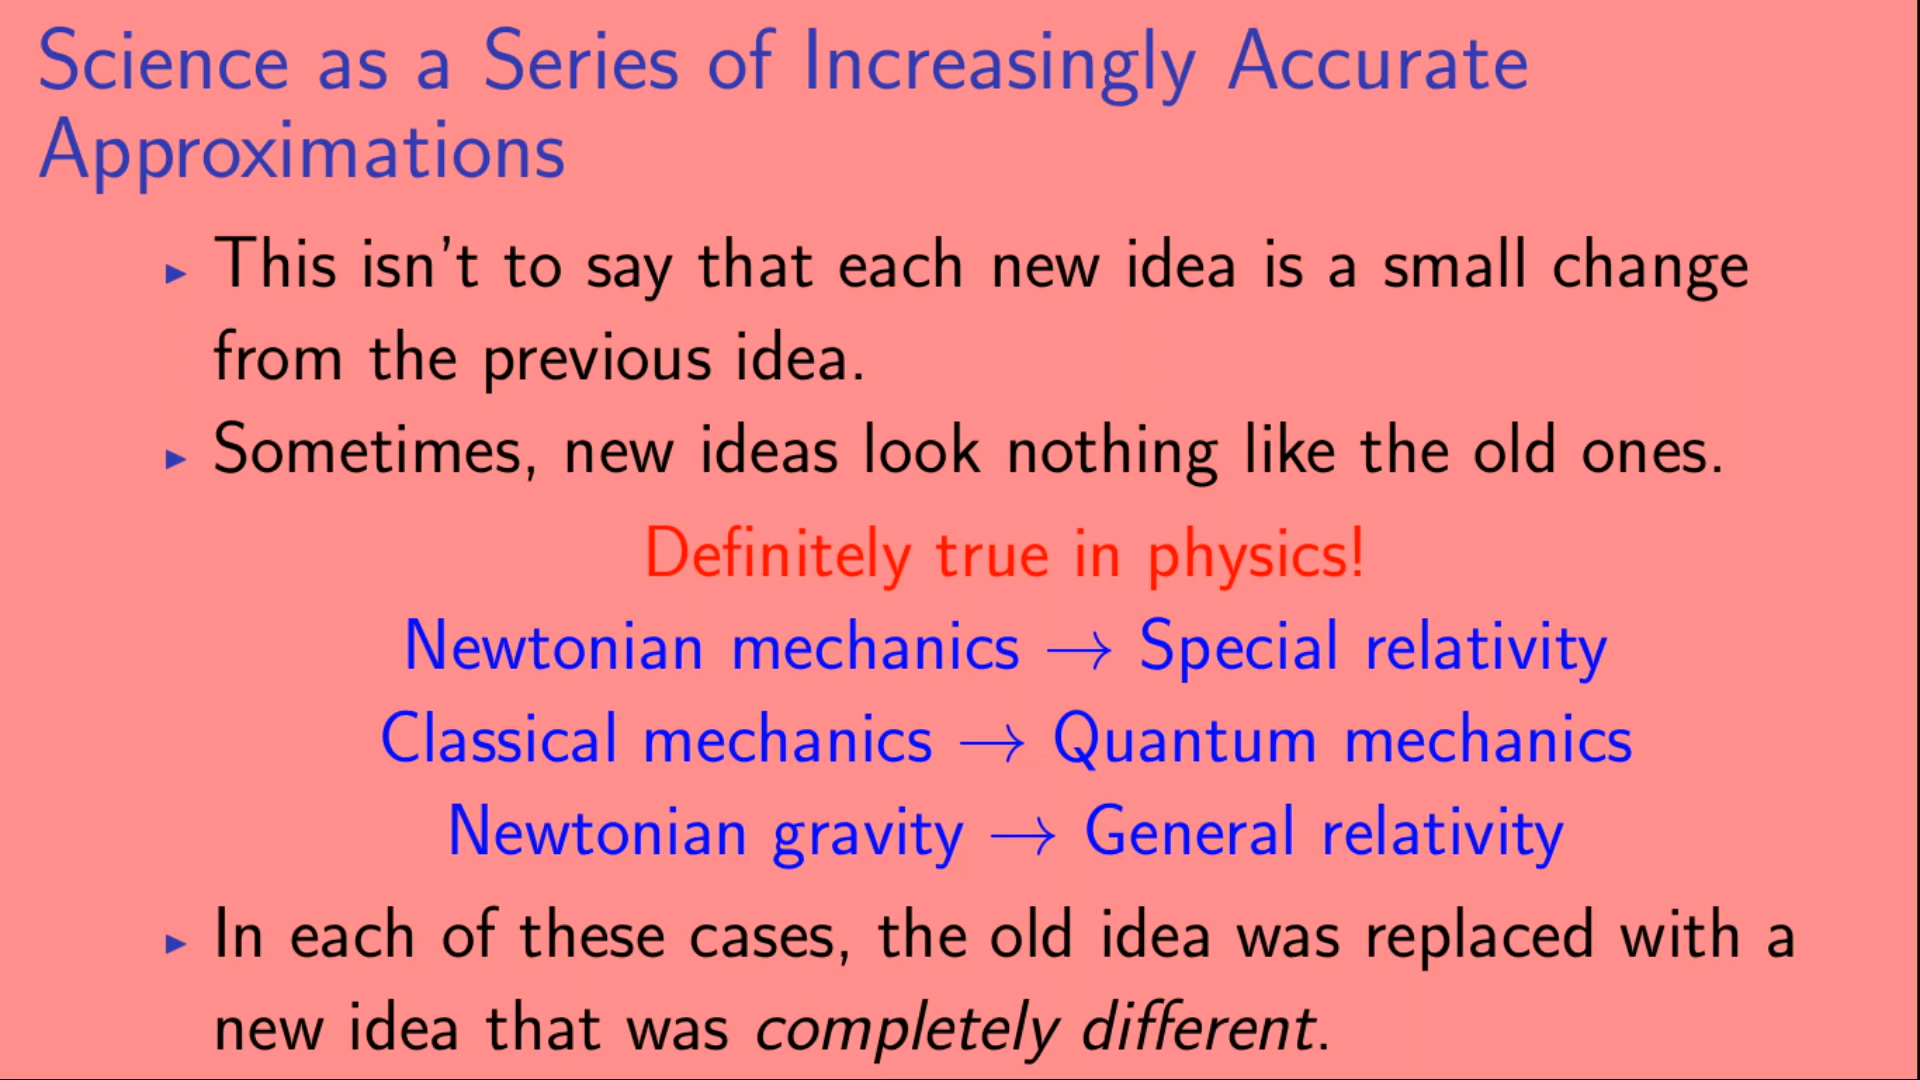 Science as a Series of Increasingly Accurate
Approximations
▶ This isn't to say that each new idea is a small change
from the previous idea.
▶ Sometimes, new ideas look nothing like the old ones.
Definitely true in physics!
Newtonian mechanics → Special relativity
Classical mechanics → Quantum mechanics
Newtonian gravity → General relativity
▶ In each of these cases, the old idea was replaced with a
new idea that was completely different.